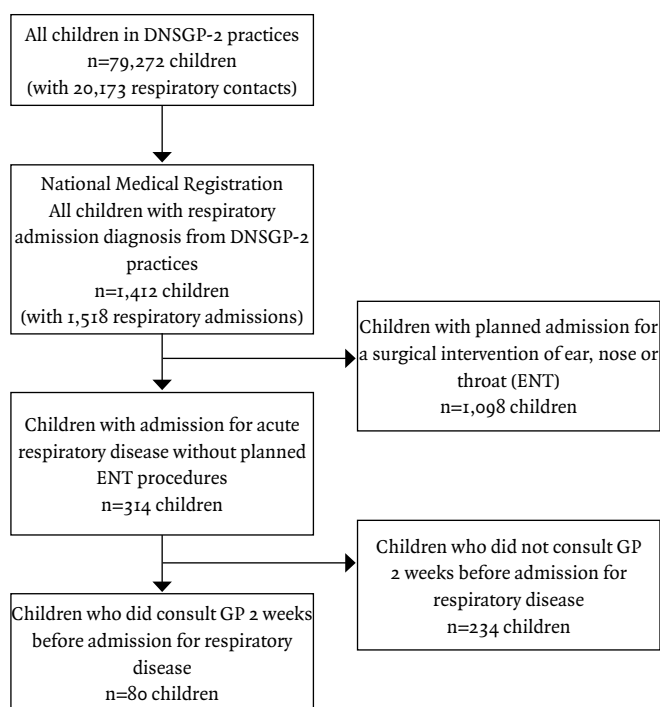 All children in DNSGP-2 practices
n=79,272 children
(with 20,173 respiratory contacts)
National Medical Registration
All children with respiratory
admission diagnosis from DNSGP-2
practices
n=1,412 children
(with 1,518 respiratory admissions)
Children with planned admission for
a surgical intervention of ear, nose or
throat (ENT)
n=1,098 children
Children with admission for acute
respiratory disease without planned
ENT procedures
n=314 children
Children who did not consult GP
2 weeks before admission for
respiratory disease
n=234 children
Children who did consult GP 2 weeks
before admission for respiratory
disease
n=80 children